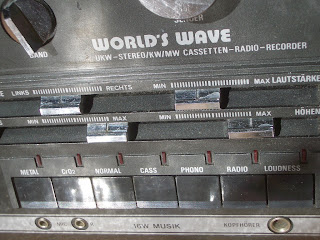 BAND
SENDER
WORLD'S WAVE
UKW-STEREO/KW/MW CASSETTEN-RADIO-RECORDER
LINKS RECHTS MIN MAX LAUTSTÄRKE
MIN MAX MIN MAX HÖHEN
METAL CrO2 NORMAL CASS PHONO RADIO LOUDNESS
16W MUSIK KOPFHÖRER